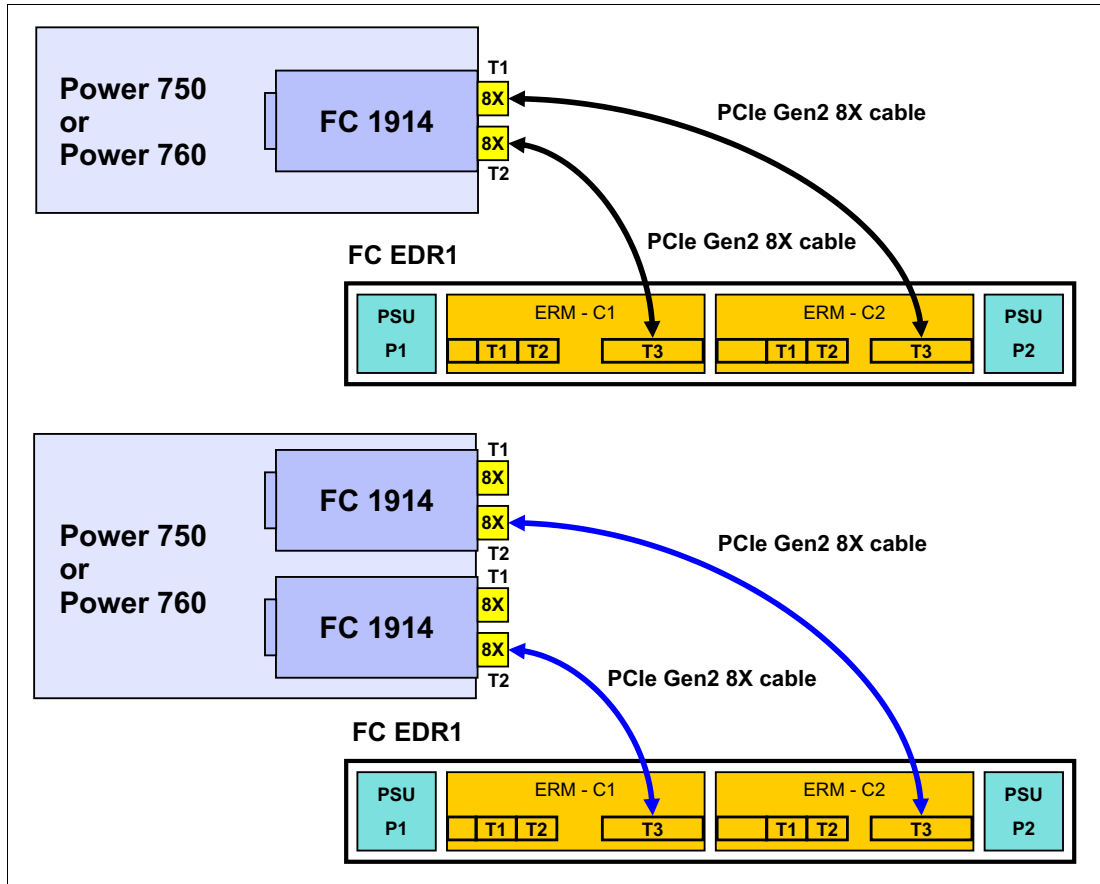 Power 750
or
Power 760
FC 1914
T1
8X
8X
T2
PCIe Gen2 8X cable
PCIe Gen2 8X cable
FC EDR1
PSU
P1
ERM - C1
T1 T2 T3
ERM - C2
T1 T2 T3
PSU
P2
Power 750
or
Power 760
FC 1914
T1
8X
8X
T2
FC 1914
T1
8X
8X
T2
PCIe Gen2 8X cable
PCIe Gen2 8X cable
FC EDR1
PSU
P1
ERM - C1
T1 T2 T3
ERM - C2
T1 T2 T3
PSU
P2